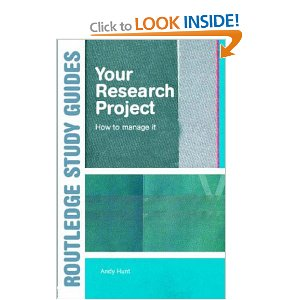 Click to LOOK INSIDE!
ROUTLEDGE STUDY GUIDES
Your
Research
Project
How to manage it
Andy Hunt